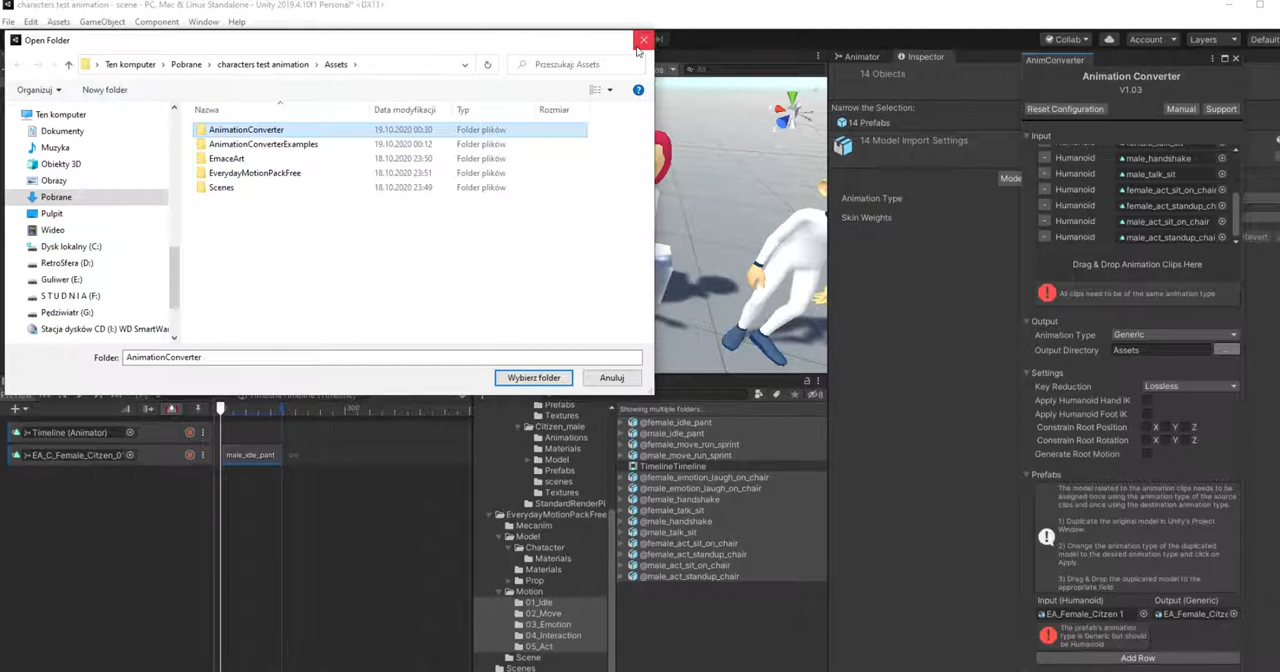 characters test animation - scene - PC, Mac & Linux Standalone - Unity 2019.4.10f1 Personal* <DX11>
File Edit Assets GameObject Component Window Help
Open Folder
Ten komputer > Pobrane > characters test animation > Assets >
Przeszukaj: Assets
Organizuj
Nowy folder
Ten komputer
Dokumenty
Muzyka
Obiekty 3D
Obrazy
Pobrane
Pulpit
Wideo
Dysk lokalny (C:)
RetroSfera (D:)
Guliwer (E:)
S T U D N I A (F:)
Pędziwiatr (G:)
Stacja dysków CD (I:) WD SmartWar
Nazwa Data modyfikacji Typ Rozmiar
AnimationConverter 19.10.2020 00:30 Folder plików
AnimationConverterExamples 19.10.2020 00:12 Folder plików
EmaceArt 18.10.2020 23:50 Folder plików
EverydayMotionPackFree 18.10.2020 23:51 Folder plików
Scenes 18.10.2020 23:49 Folder plików
Folder: AnimationConverter
Wybierz folder
Anuluj
Collab
Account
Layers
Default
Animator
Inspector
14 Objects
Narrow the Selection:
14 Prefabs
14 Model Import Settings
Mode
Animation Type
Skin Weights
AnimConverter
Animation Converter
V1.03
Reset Configuration
Manual
Support
Input
Humanoid male_handshake
Humanoid male_talk_sit
Humanoid female_act_sit_on_chair
Humanoid female_act_standup_ch
Humanoid male_act_sit_on_chair
Humanoid male_act_standup_chai
Drag & Drop Animation Clips Here
All clips need to be of the same animation type
Output
Animation Type Generic
Output Directory Assets ...
Settings
Key Reduction Lossless
Apply Humanoid Hand IK
Apply Humanoid Foot IK
Constrain Root Position X Y Z
Constrain Root Rotation X Y Z
Generate Root Motion
Prefabs
The model related to the animation clips needs to be
assigned once using the animation type of the source
clips and once using the destination animation type.
1) Duplicate the original model in Unity's Project
Window.
2) Change the animation type of the duplicated
model to the desired animation type and click on
Apply.
3) Drag & Drop the duplicated model to the
appropriate field.
Input (Humanoid) Output (Generic)
EA_Female_Citzen 1 EA_Female_Citze
The prefab's animation
type is Generic but should
be Humanoid
Add Row
300
Timeline (Animator)
EA_C_Female_Citzen_0
male_idle_pant
Prefabs
Textures
Citizen_male
Animations
Materials
Model
Prefabs
scenes
Textures
StandardRenderPi
EverydayMotionPackFree
Mecanim
Model
Chatacter
Materials
Materials
Prop
Motion
01_Idle
02_Move
03_Emotion
04_Interaction
05_Act
Scene
Scenes
8
Showing multiple folders...
@female_idle_pant
@male_idle_pant
@female_move_run_sprint
@male_move_run_sprint
TimelineTimeline
@female_emotion_laugh_on_chair
@male_emotion_laugh_on_chair
@female_handshake
@female_talk_sit
@male_handshake
@male_talk_sit
@female_act_sit_on_chair
@female_act_standup_chair
@male_act_sit_on_chair
@male_act_standup_chair